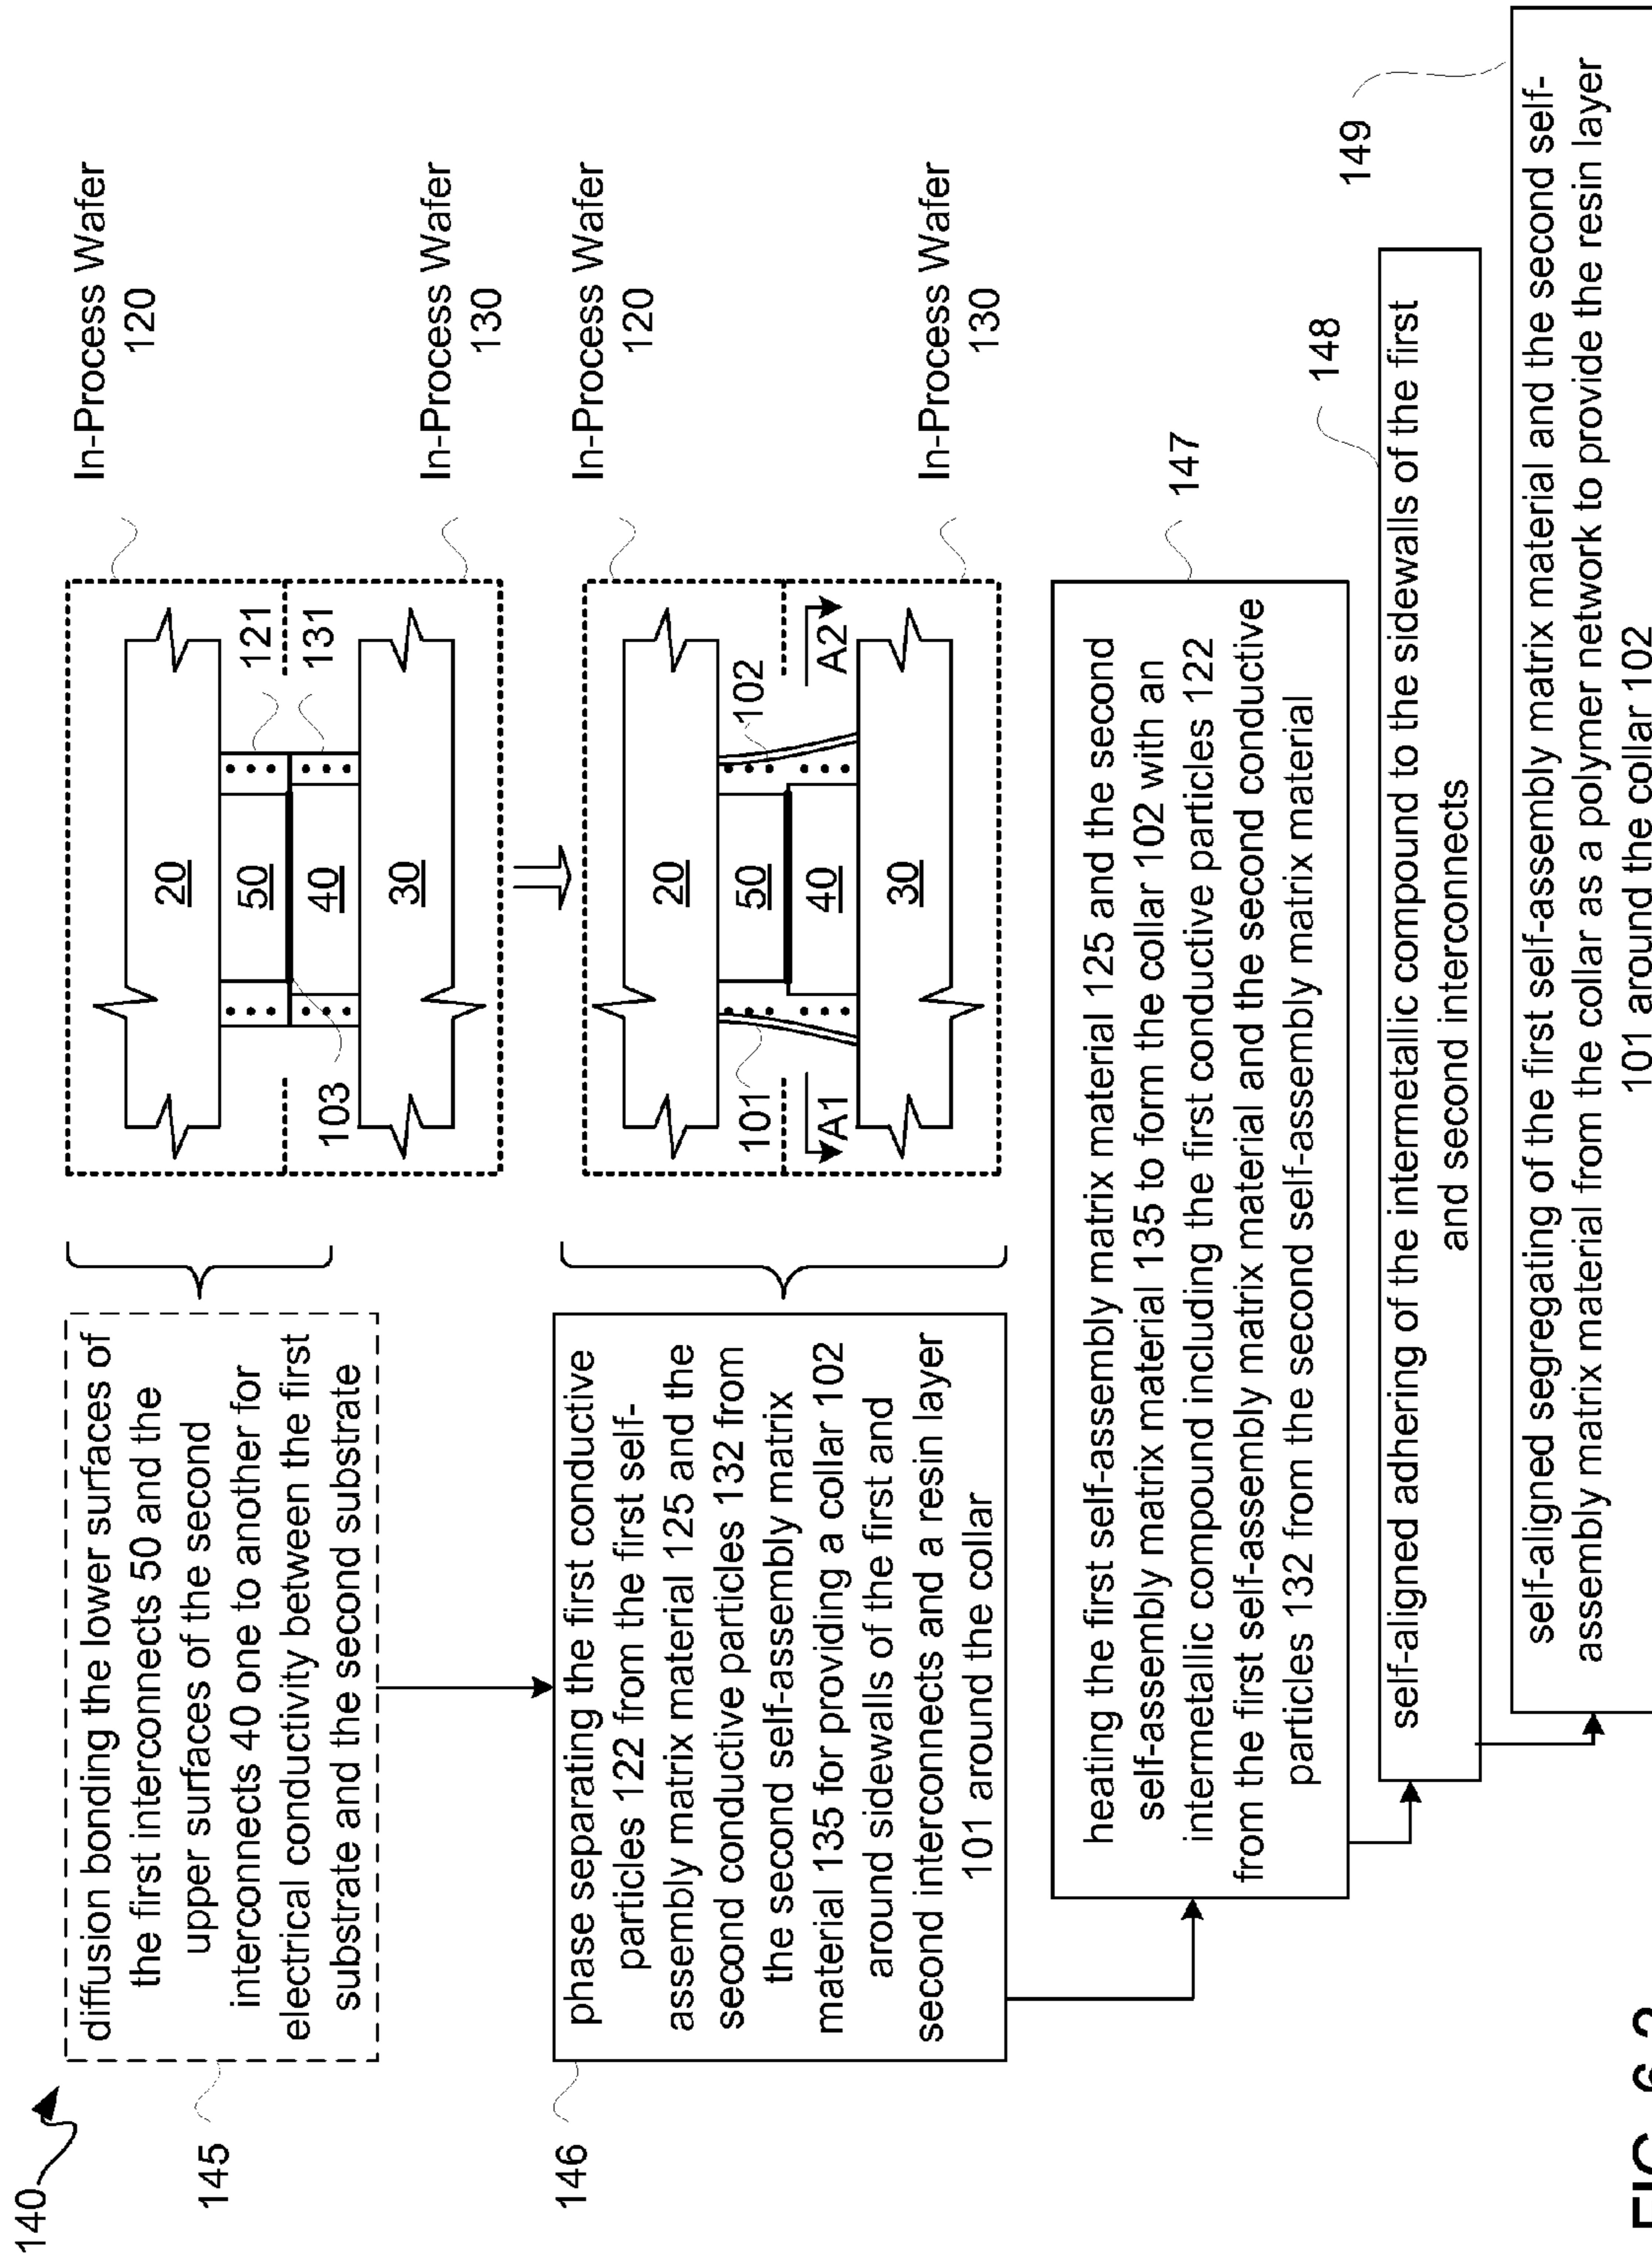 140
145
diffusion bonding the lower surfaces of
the first interconnects 50 and the
upper surfaces of the second
interconnects 40 one to another for
electrical conductivity between the first
substrate and the second substrate
In-Process Wafer
120
In-Process Wafer
130
20
50
40
30
121
131
103
146
phase separating the first conductive
particles 122 from the first self-
assembly matrix material 125 and the
second conductive particles 132 from
the second self-assembly matrix
material 135 for providing a collar 102
around sidewalls of the first and
second interconnects and a resin layer
101 around the collar
In-Process Wafer
120
In-Process Wafer
130
20
50
40
30
101
102
A1
A2
147
heating the first self-assembly matrix material 125 and the second
self-assembly matrix material 135 to form the collar 102 with an
intermetallic compound including the first conductive particles 122
from the first self-assembly matrix material and the second conductive
particles 132 from the second self-assembly matrix material
148
self-aligned adhering of the intermetallic compound to the sidewalls of the first
and second interconnects
149
self-aligned segregating of the first self-assembly matrix material and the second self-
assembly matrix material from the collar as a polymer network to provide the resin layer
101 around the collar 102
FIG. 6-2